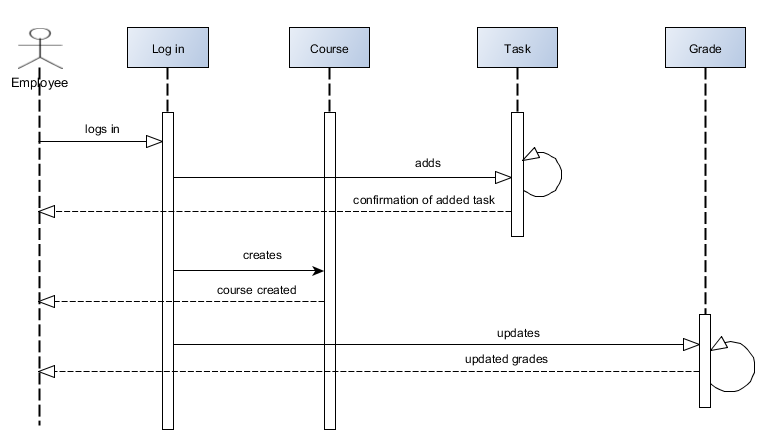 Log in
Course
Task
Grade
Employee
logs in
adds
confirmation of added task
creates
course created
updates
updated grades